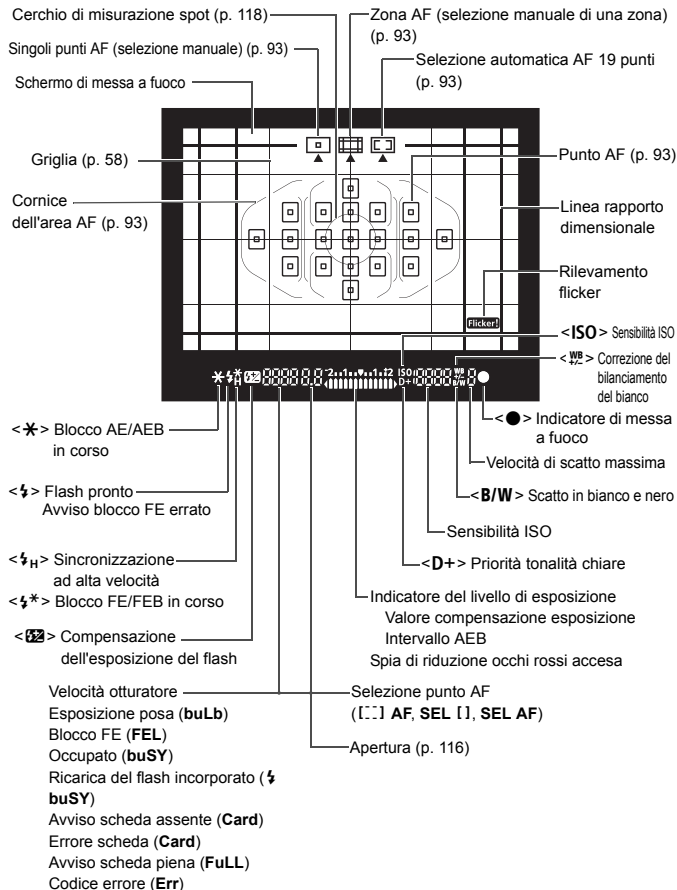 Cerchio di misurazione spot (p. 118)
Zona AF (selezione manuale di una zona)
(p. 93)
Singoli punti AF (selezione manuale) (p. 93)
Selezione automatica AF 19 punti
(p. 93)
Schermo di messa a fuoco
Griglia (p. 58)
Punto AF (p. 93)
Cornice
dell'area AF (p. 93)
Linea rapporto
dimensionale
Rilevamento
flicker
Flicker!
<ISO> Sensibilità ISO
<WB+/-> Correzione del
bilanciamento
del bianco
-2..1..▼..1..+2 ISO D+ WB+/- B/W
<●> Indicatore di messa
a fuoco
Velocità di scatto massima
<B/W> Scatto in bianco e nero
Sensibilità ISO
<D+> Priorità tonalità chiare
<✱> Blocco AE/AEB
in corso
<⚡> Flash pronto
Avviso blocco FE errato
<⚡H> Sincronizzazione
ad alta velocità
<⚡*> Blocco FE/FEB in corso
Indicatore del livello di esposizione
Valore compensazione esposizione
Intervallo AEB
Spia di riduzione occhi rossi accesa
<⚡±> Compensazione
dell'esposizione del flash
Velocità otturatore
Esposizione posa (buLb)
Blocco FE (FEL)
Occupato (buSY)
Ricarica del flash incorporato (⚡
buSY)
Avviso scheda assente (Card)
Errore scheda (Card)
Avviso scheda piena (FuLL)
Codice errore (Err)
Selezione punto AF
([ ] AF, SEL [ ], SEL AF)
Apertura (p. 116)